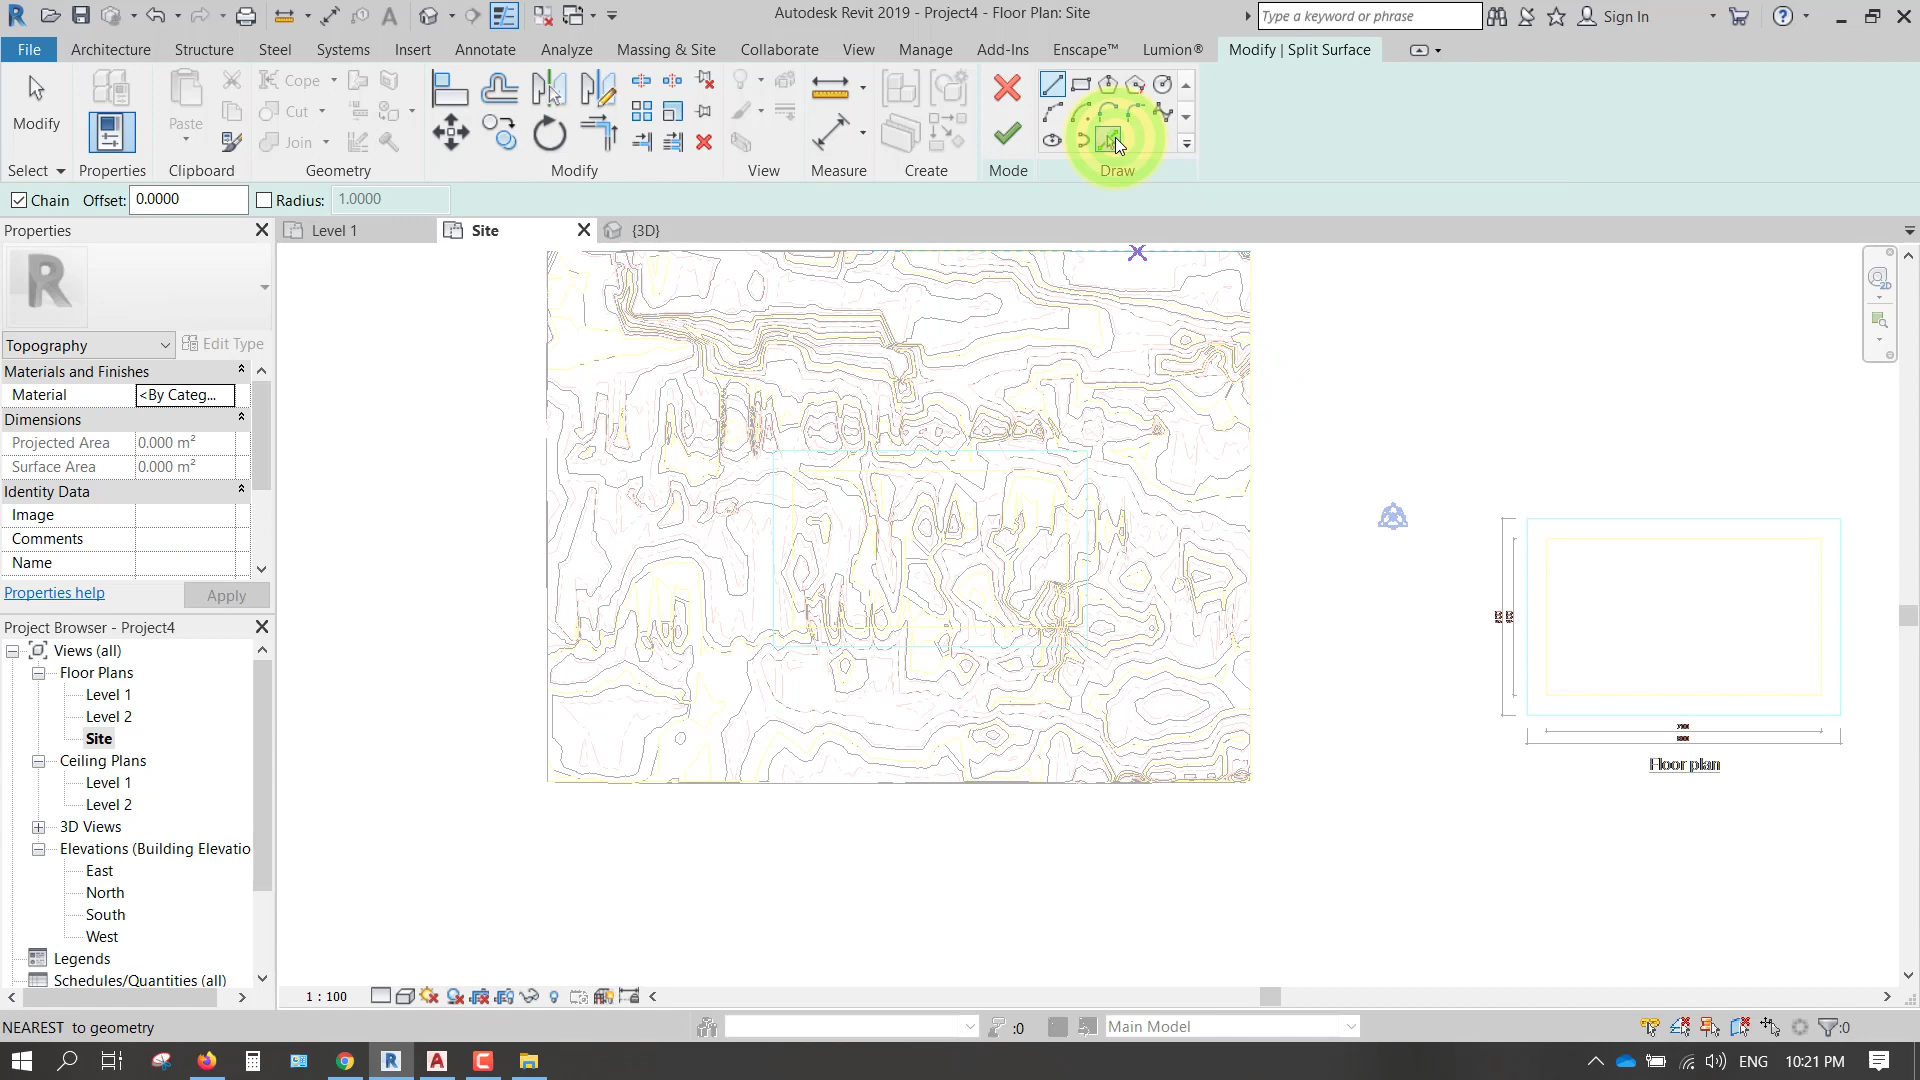 Autodesk Revit 2019 - Project4 - Floor Plan: Site
Type a keyword or phrase
Sign In
File
Architecture
Structure
Steel
Systems
Insert
Annotate
Analyze
Massing & Site
Collaborate
View
Manage
Add-Ins
Enscape™
Lumion®
Modify | Split Surface
Modify
Paste
Cope
Cut
Join
Select
Properties
Clipboard
Geometry
Modify
View
Measure
Create
Mode
Draw
Chain
Offset:
0.0000
Radius:
1.0000
Properties
Level 1
Site
{3D}
Topography
Edit Type
Materials and Finishes
Material
<By Categ...
Dimensions
Projected Area
0.000 m²
Surface Area
0.000 m²
Identity Data
Image
Comments
Name
Properties help
Apply
Project Browser - Project4
Views (all)
Floor Plans
Level 1
Level 2
Site
Ceiling Plans
Level 1
Level 2
3D Views
Elevations (Building Elevatio
East
North
South
West
Legends
Schedules/Quantities (all)
Floor plan
1 : 100
NEAREST to geometry
:0
Main Model
:0
ENG
10:21 PM